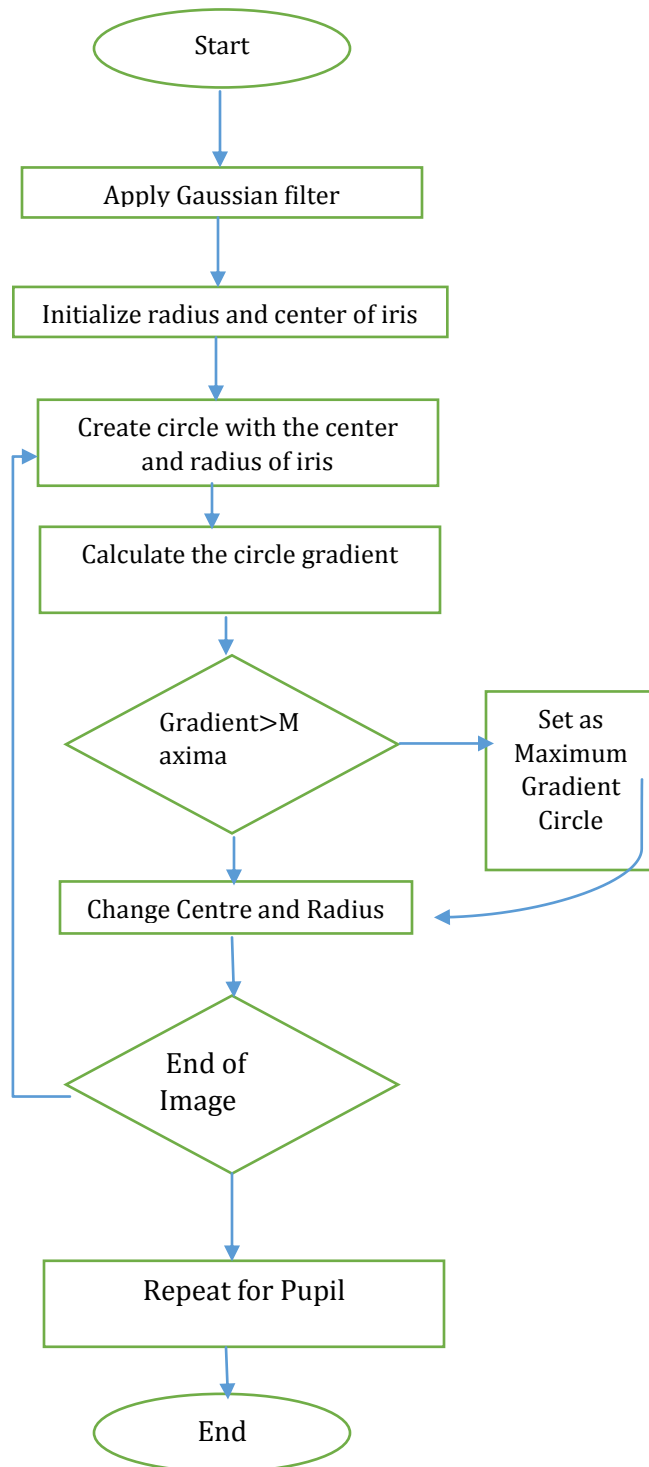 Start
Apply Gaussian filter
Initialize radius and center of iris
Create circle with the center
and radius of iris
Calculate the circle gradient
Gradient>M
axima
Set as
Maximum
Gradient
Circle
Change Centre and Radius
End of
Image
Repeat for Pupil
End